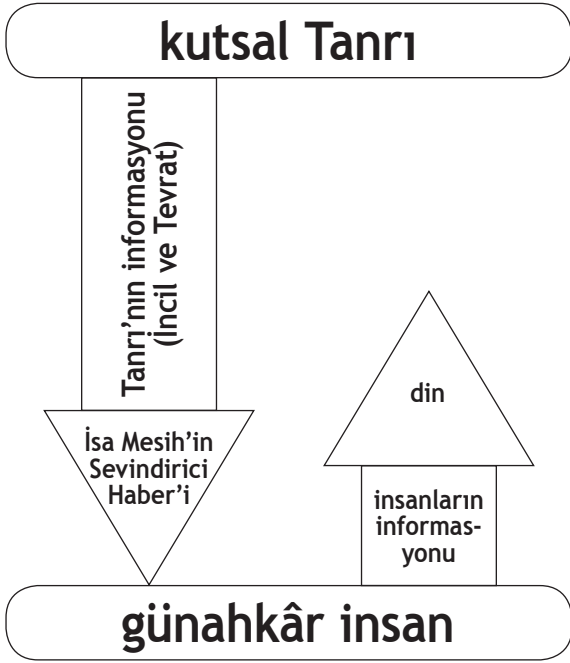 kutsal Tanrı
Tanrı’nın informasyonu
(İncil ve Tevrat)
İsa Mesih’in
Sevindirici
Haber’i
din
insanların
informas-
yonu
günahkâr insan